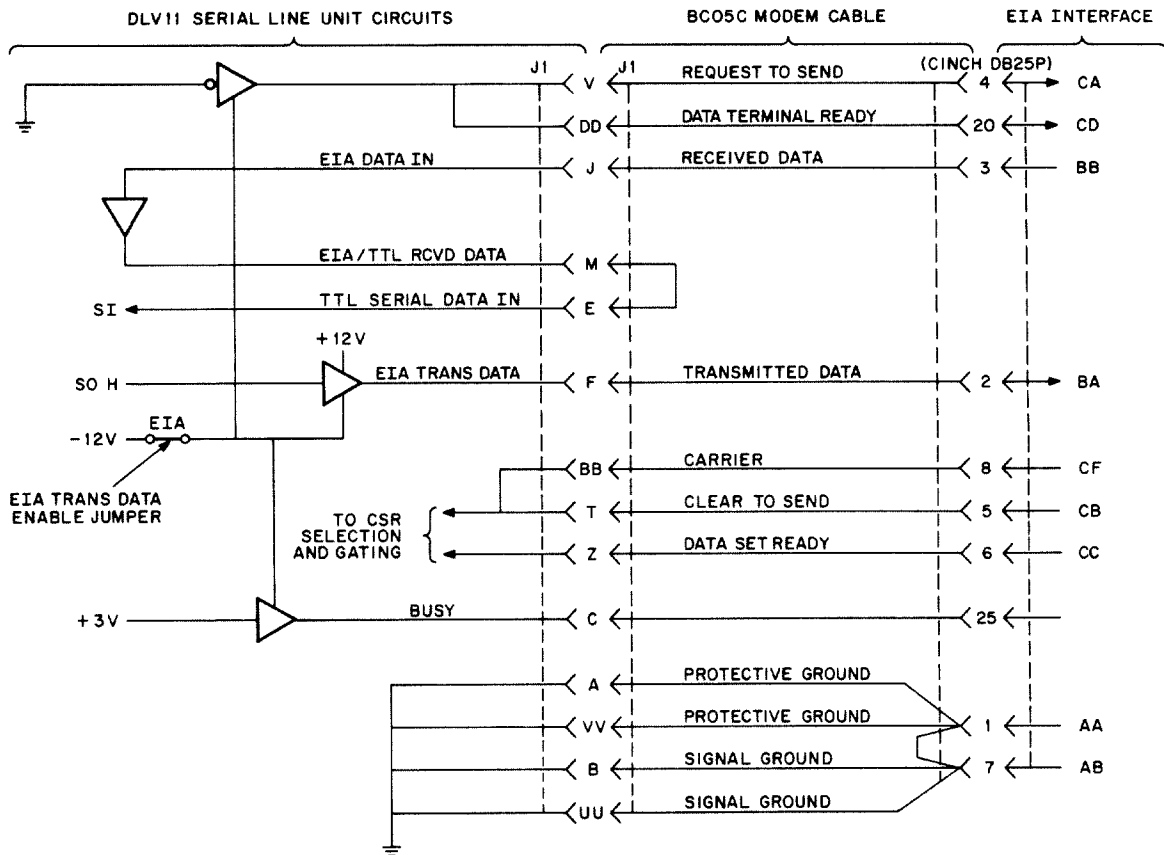 DLV11 SERIAL LINE UNIT CIRCUITS
BC05C MODEM CABLE
EIA INTERFACE
J1
J1
(CINCH DB25P)
V
REQUEST TO SEND
4
CA
DD
DATA TERMINAL READY
20
CD
EIA DATA IN
J
RECEIVED DATA
3
BB
EIA/TTL RCVD DATA
M
SI
TTL SERIAL DATA IN
E
+12V
SO H
EIA TRANS DATA
F
TRANSMITTED DATA
2
BA
-12V
EIA
EIA TRANS DATA
ENABLE JUMPER
BB
CARRIER
8
CF
TO CSR
SELECTION
AND GATING
T
CLEAR TO SEND
5
CB
Z
DATA SET READY
6
CC
+3V
BUSY
C
25
A
PROTECTIVE GROUND
VV
PROTECTIVE GROUND
1
AA
B
SIGNAL GROUND
7
AB
UU
SIGNAL GROUND